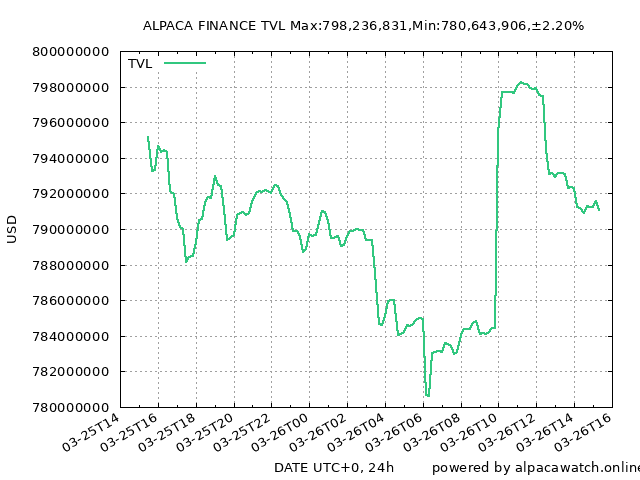 ALPACA FINANCE TVL Max:798,236,831,Min:780,643,906,±2.20%
TVL
800000000
798000000
796000000
794000000
792000000
790000000
788000000
786000000
784000000
782000000
780000000
USD
03-25T14
03-25T16
03-25T18
03-25T20
03-25T22
03-26T00
03-26T02
03-26T04
03-26T06
03-26T08
03-26T10
03-26T12
03-26T14
03-26T16
DATE UTC+0, 24h
powered by alpacawatch.online